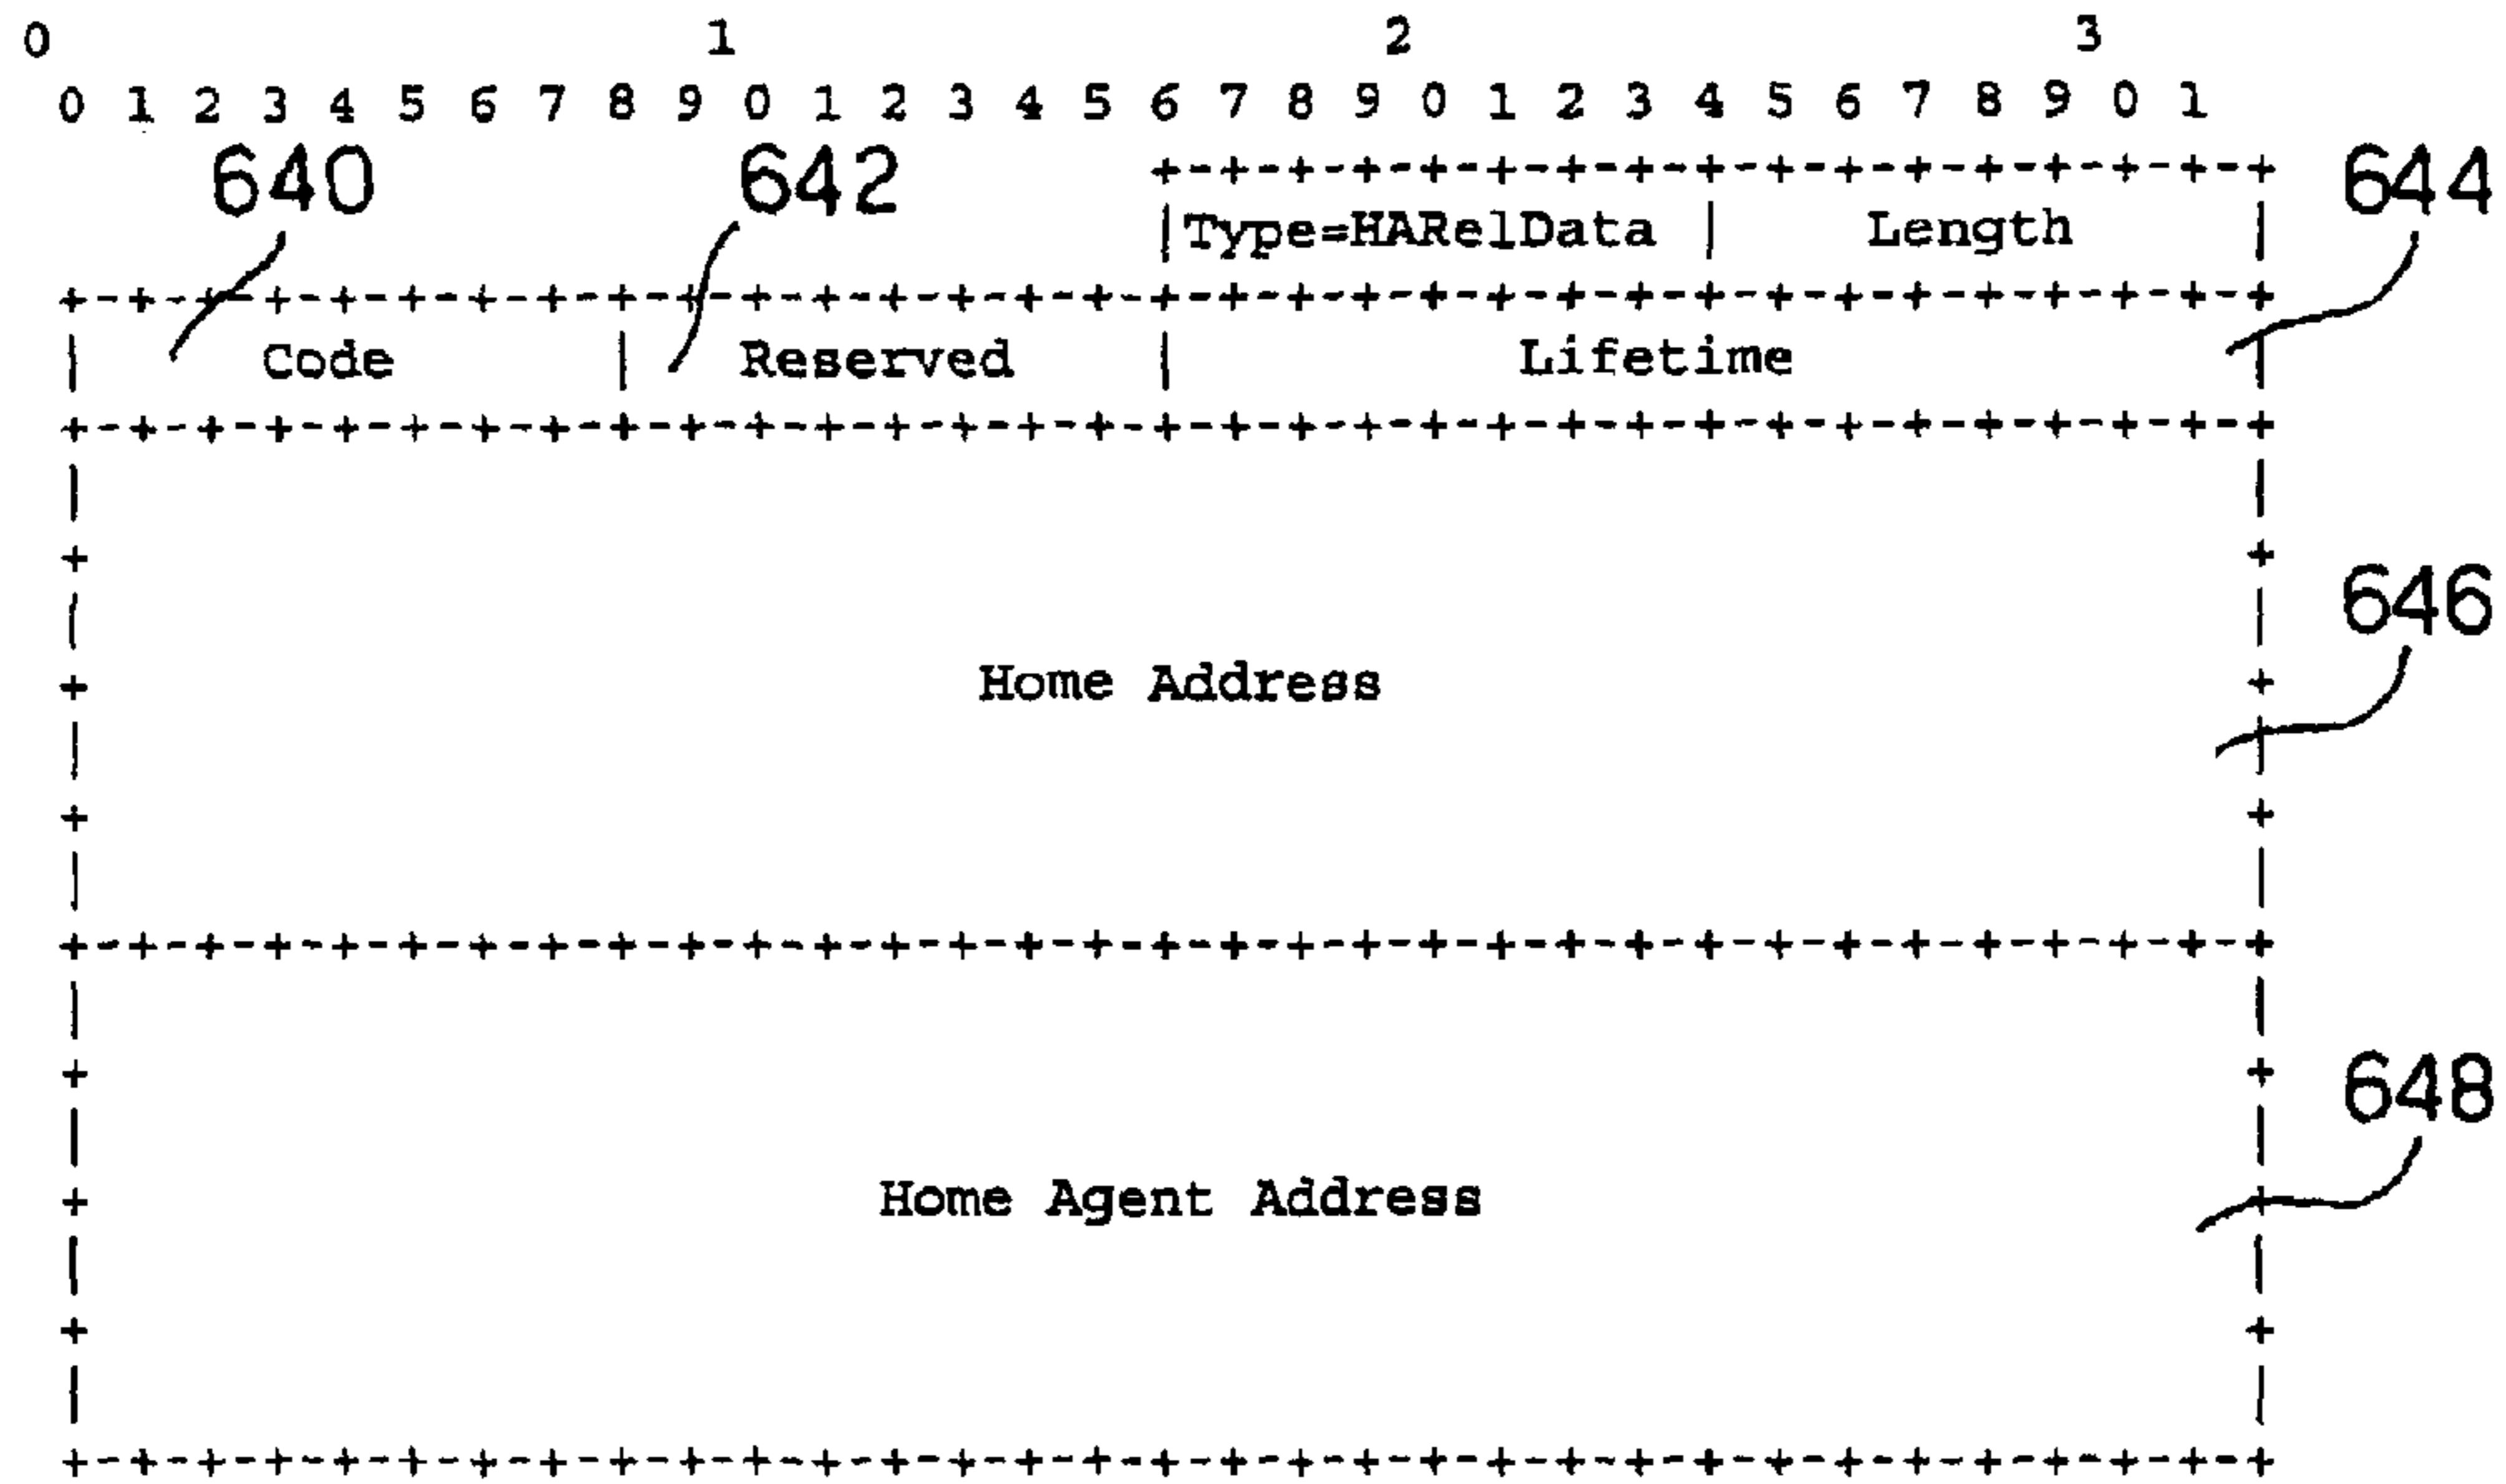 0 1 2 3
0 1 2 3 4 5 6 7 8 9 0 1 2 3 4 5 6 7 8 9 0 1 2 3 4 5 6 7 8 9 0 1
640 642 +-+-+-+-+-+-+-+-+-+-+-+-+-+-+-+-+ 644
|Type=HARelData | Length |
+-+-+-+-+-+-+-+-+-+-+-+-+-+-+-+-+-+-+-+-+-+-+-+-+-+-+-+-+-+-+-+-+
| Code | Reserved | Lifetime |
+-+-+-+-+-+-+-+-+-+-+-+-+-+-+-+-+-+-+-+-+-+-+-+-+-+-+-+-+-+-+-+-+
| |
+ +
| | 646
+ Home Address +
| |
+ +
| |
+-+-+-+-+-+-+-+-+-+-+-+-+-+-+-+-+-+-+-+-+-+-+-+-+-+-+-+-+-+-+-+-+
| |
+ + 648
| |
+ Home Agent Address +
| |
+ +
| |
+-+-+-+-+-+-+-+-+-+-+-+-+-+-+-+-+-+-+-+-+-+-+-+-+-+-+-+-+-+-+-+-+